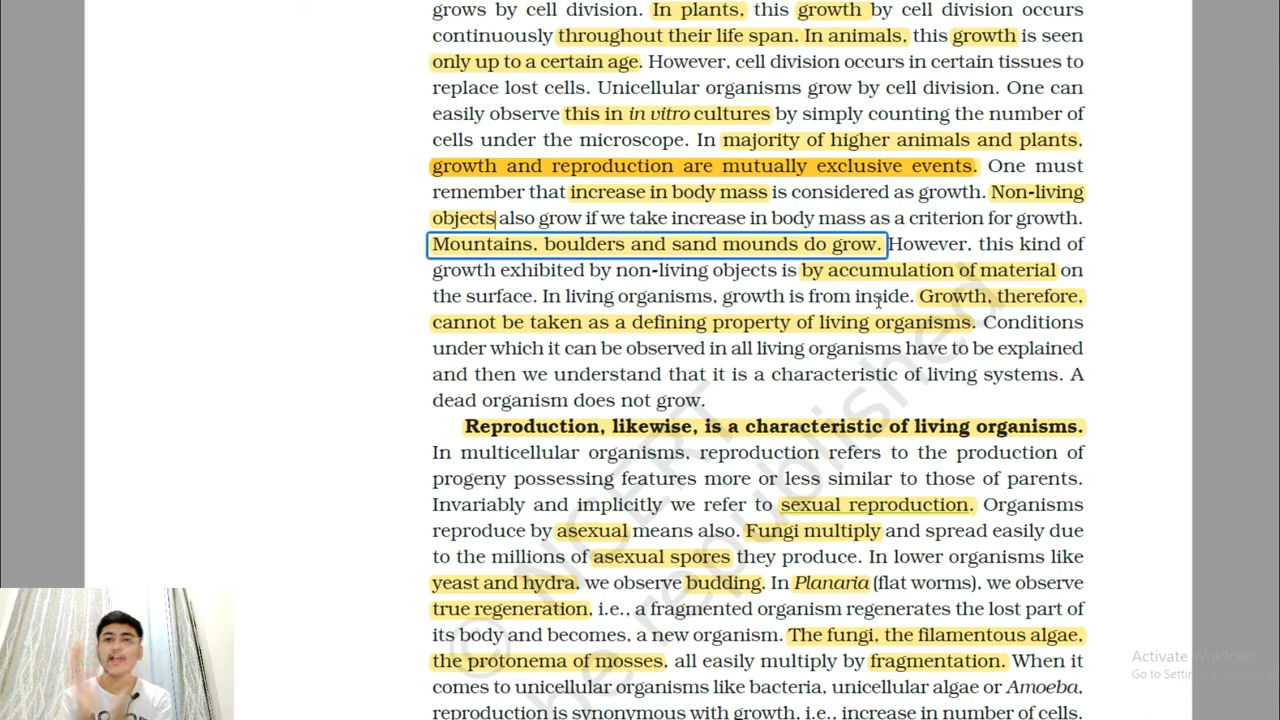 grows by cell division. In plants, this growth by cell division occurs
continuously throughout their life span. In animals, this growth is seen
only up to a certain age. However, cell division occurs in certain tissues to
replace lost cells. Unicellular organisms grow by cell division. One can
easily observe this in in vitro cultures by simply counting the number of
cells under the microscope. In majority of higher animals and plants,
growth and reproduction are mutually exclusive events. One must
remember that increase in body mass is considered as growth. Non-living
objects also grow if we take increase in body mass as a criterion for growth.
Mountains, boulders and sand mounds do grow. However, this kind of
growth exhibited by non-living objects is by accumulation of material on
the surface. In living organisms, growth is from inside. Growth, therefore,
cannot be taken as a defining property of living organisms. Conditions
under which it can be observed in all living organisms have to be explained
and then we understand that it is a characteristic of living systems. A
dead organism does not grow.
Reproduction, likewise, is a characteristic of living organisms.
In multicellular organisms, reproduction refers to the production of
progeny possessing features more or less similar to those of parents.
Invariably and implicitly we refer to sexual reproduction. Organisms
reproduce by asexual means also. Fungi multiply and spread easily due
to the millions of asexual spores they produce. In lower organisms like
yeast and hydra, we observe budding. In Planaria (flat worms), we observe
true regeneration, i.e., a fragmented organism regenerates the lost part of
its body and becomes, a new organism. The fungi, the filamentous algae,
the protonema of mosses, all easily multiply by fragmentation. When it
comes to unicellular organisms like bacteria, unicellular algae or Amoeba,
reproduction is synonymous with growth, i.e., increase in number of cells.
© NCERT
be republished
Activate Windows
Go to Settin